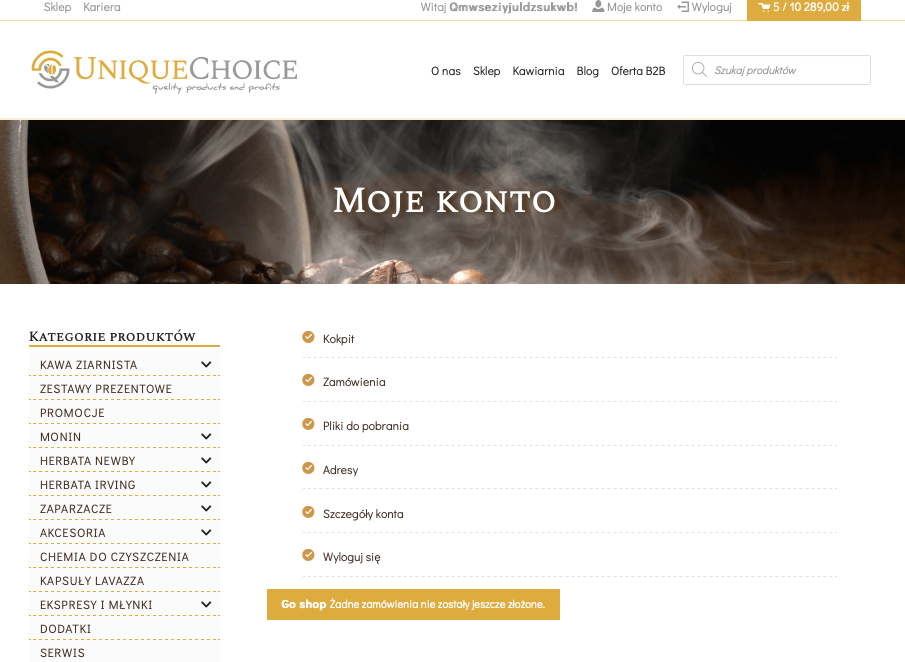 Sklep Kariera Witaj Qmwseziyjuldzsukwb! Moje konto Wyloguj 5 / 10 289,00 zł
UniqueChoice
quality products and profits
O nas Sklep Kawiarnia Blog Oferta B2B Szukaj produktów
Moje konto
Kategorie produktów
KAWA ZIARNISTA
ZESTAWY PREZENTOWE
PROMOCJE
MONIN
HERBATA NEWBY
HERBATA IRVING
ZAPARZACZE
AKCESORIA
CHEMIA DO CZYSZCZENIA
KAPSUŁY LAVAZZA
EKSPRESY I MŁYNKI
DODATKI
SERWIS
Kokpit
Zamówienia
Pliki do pobrania
Adresy
Szczegóły konta
Wyloguj się
Go shop Żadne zamówienia nie zostały jeszcze złożone.